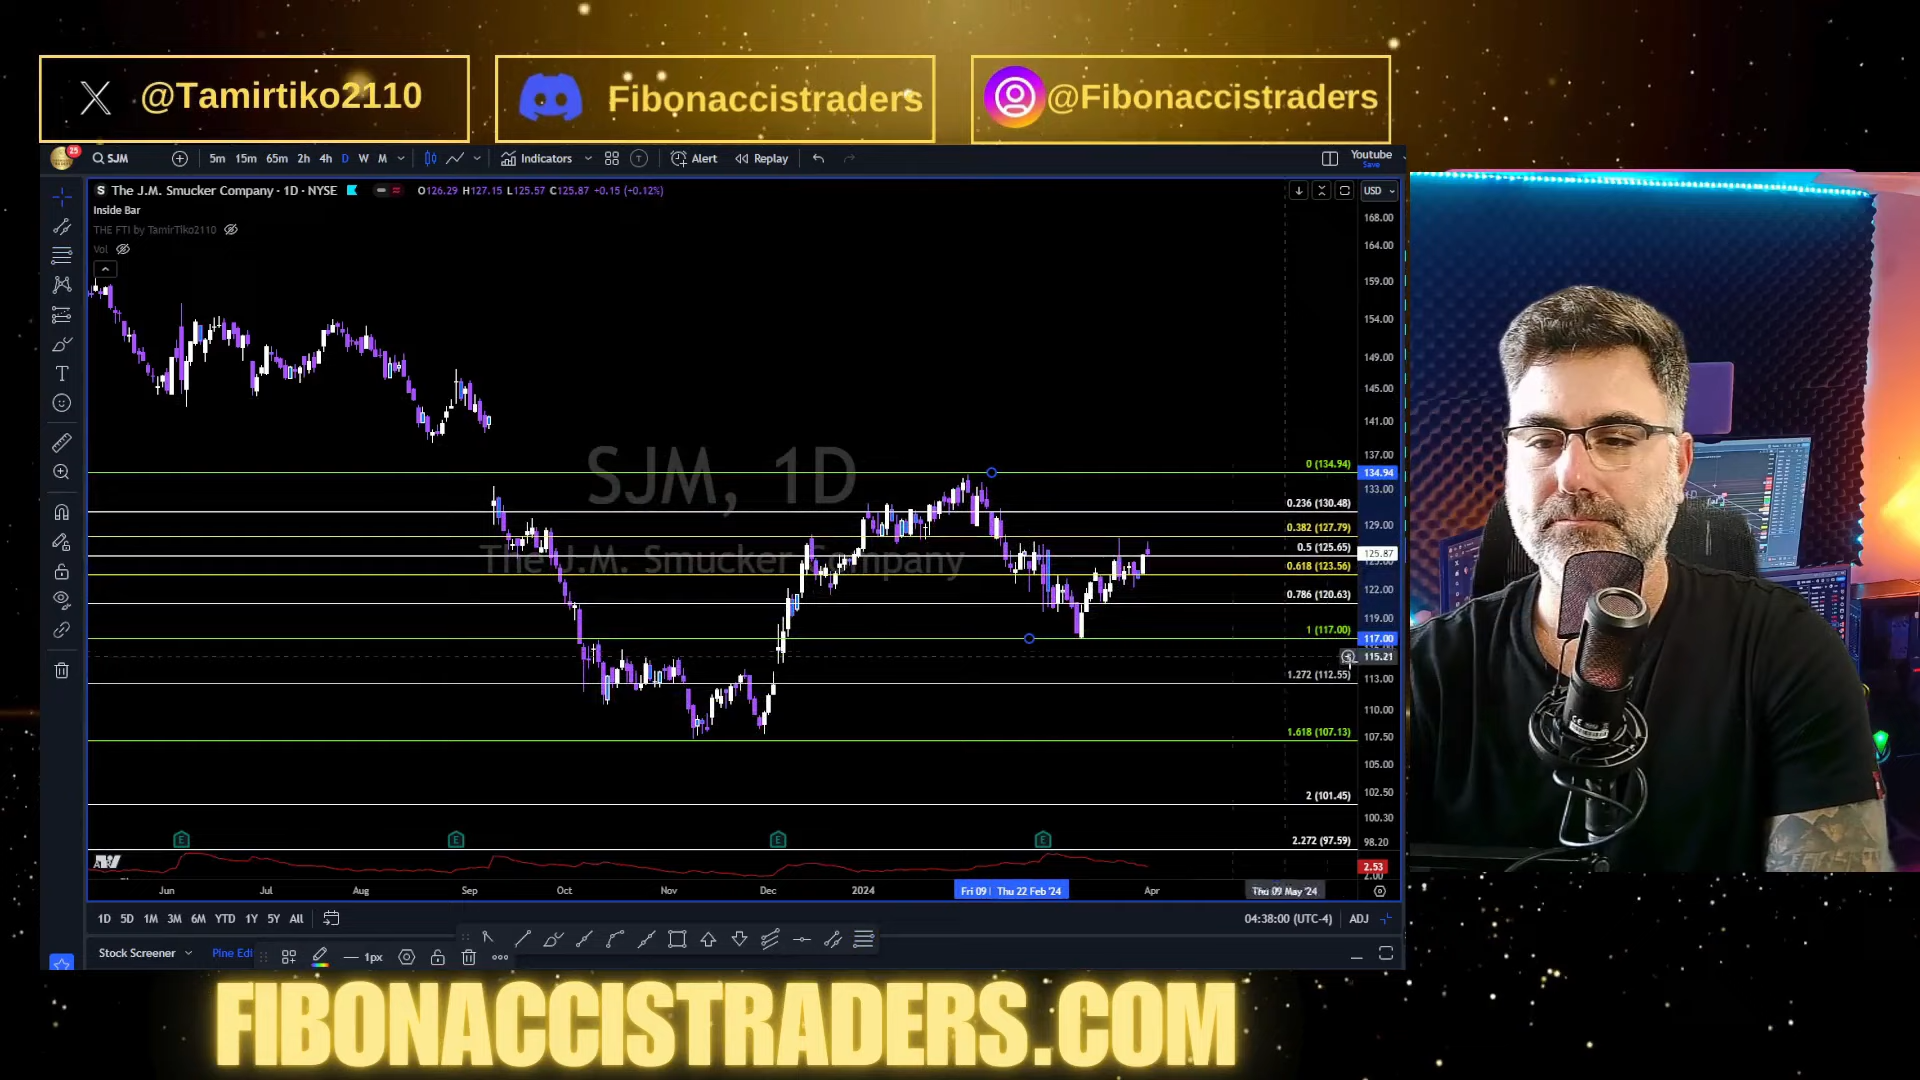 @Tamirtiko2110
Fibonaccistraders
@Fibonaccistraders
25
SJM
5m 15m 65m 2h 4h D W M
Indicators
Alert
Replay
Youtube
Save
The J.M. Smucker Company · 1D · NYSE
O126.29 H127.15 L125.57 C125.87 +0.15 (+0.12%)
USD
Inside Bar
THE FTI by TamirTiko2110
Vol
SJM, 1D
The J.M. Smucker Company
168.00
164.00
159.00
154.00
149.00
145.00
141.00
137.00
0 (134.94)
134.94
133.00
0.236 (130.48)
129.00
0.382 (127.79)
0.5 (125.65)
125.87
0.618 (123.56)
122.00
0.786 (120.63)
119.00
1 (117.00)
117.00
115.21
1.272 (112.55)
113.00
110.00
1.618 (107.13)
107.50
105.00
2 (101.45)
102.50
100.30
2.272 (97.59)
98.20
2.53
2.00
Jun Jul Aug Sep Oct Nov Dec 2024
Fri 09
Thu 22 Feb '24
Apr
Thu 09 May '24
1D 5D 1M 3M 6M YTD 1Y 5Y All
04:38:00 (UTC-4)
ADJ
Stock Screener
Pine Edi
1px
FIBONACCISTRADERS.COM